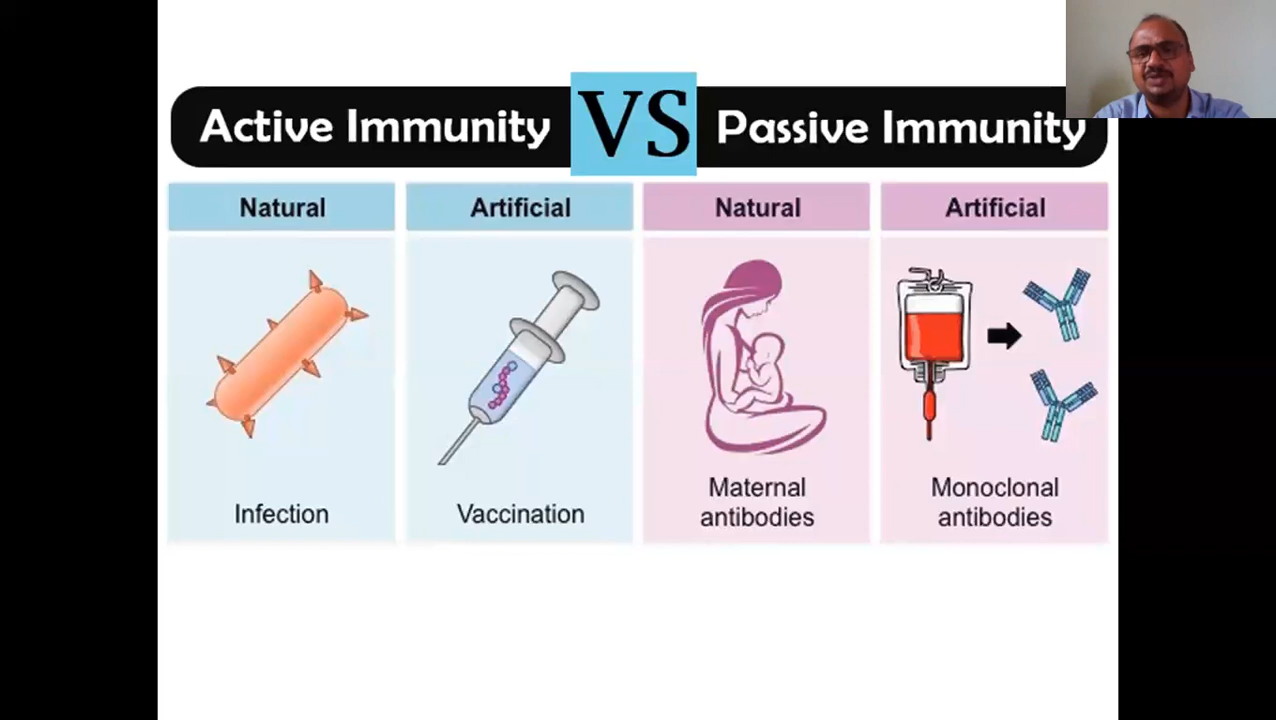 Active Immunity VS Passive Immunity
Natural
Artificial
Natural
Artificial
Infection
Vaccination
Maternal
antibodies
Monoclonal
antibodies